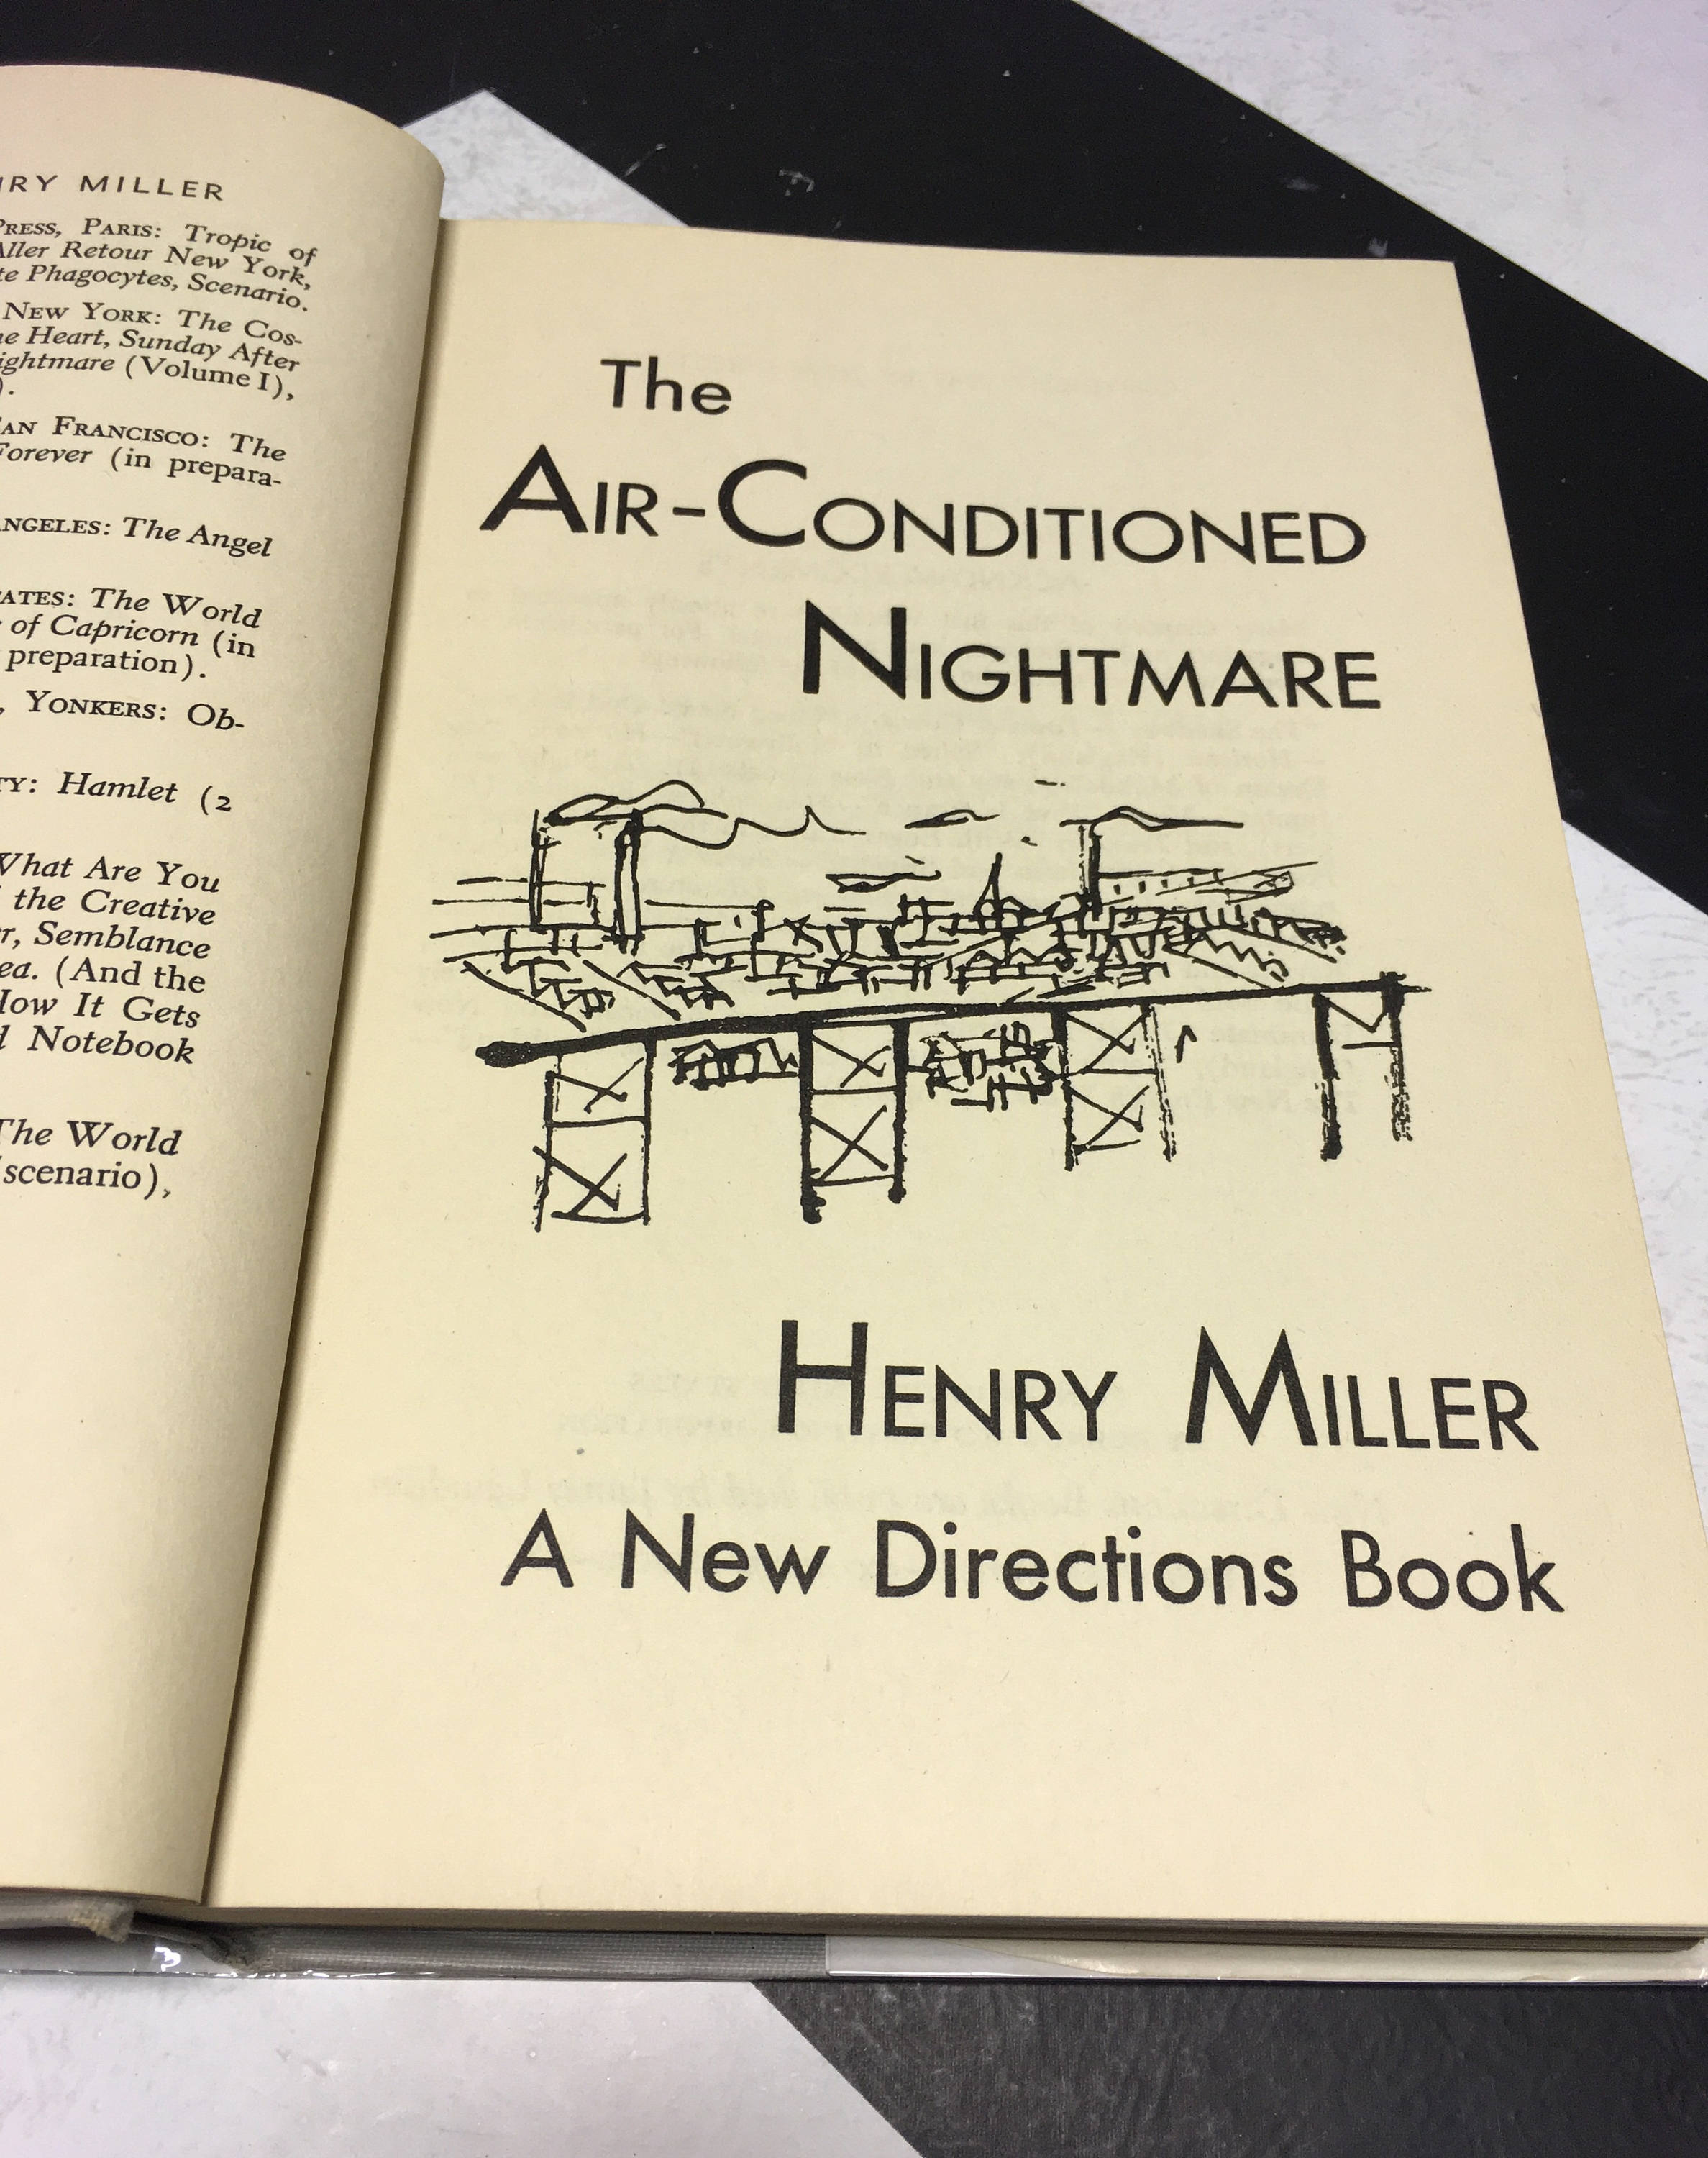 RY MILLER
PRESS, PARIS: Tropic of
Aller Retour New York,
te Phagocytes, Scenario.
NEW YORK: The Cos-
ne Heart, Sunday After
ightmare (Volume I),
).
AN FRANCISCO: The
Forever (in prepara-
ANGELES: The Angel
ATES: The World
of Capricorn (in
preparation).
, YONKERS: Ob-
TY: Hamlet (2
What Are You
the Creative
r, Semblance
ea. (And the
How It Gets
l Notebook
The World
(scenario),
The
AIR-CONDITIONED
NIGHTMARE
HENRY MILLER
A New Directions Book